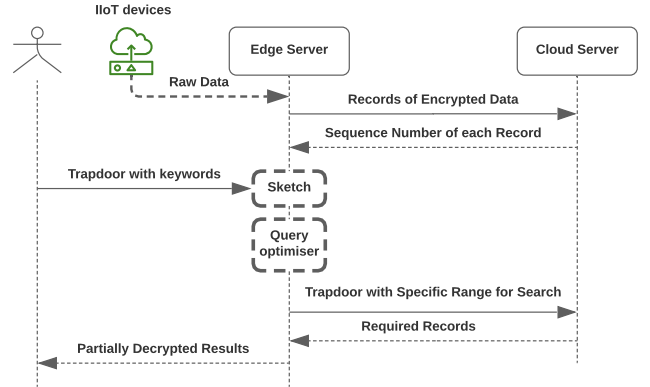 IIoT devices
Edge Server
Cloud Server
Raw Data
Records of Encrypted Data
Sequence Number of each Record
Trapdoor with keywords
Sketch
Query
optimiser
Trapdoor with Specific Range for Search
Required Records
Partially Decrypted Results